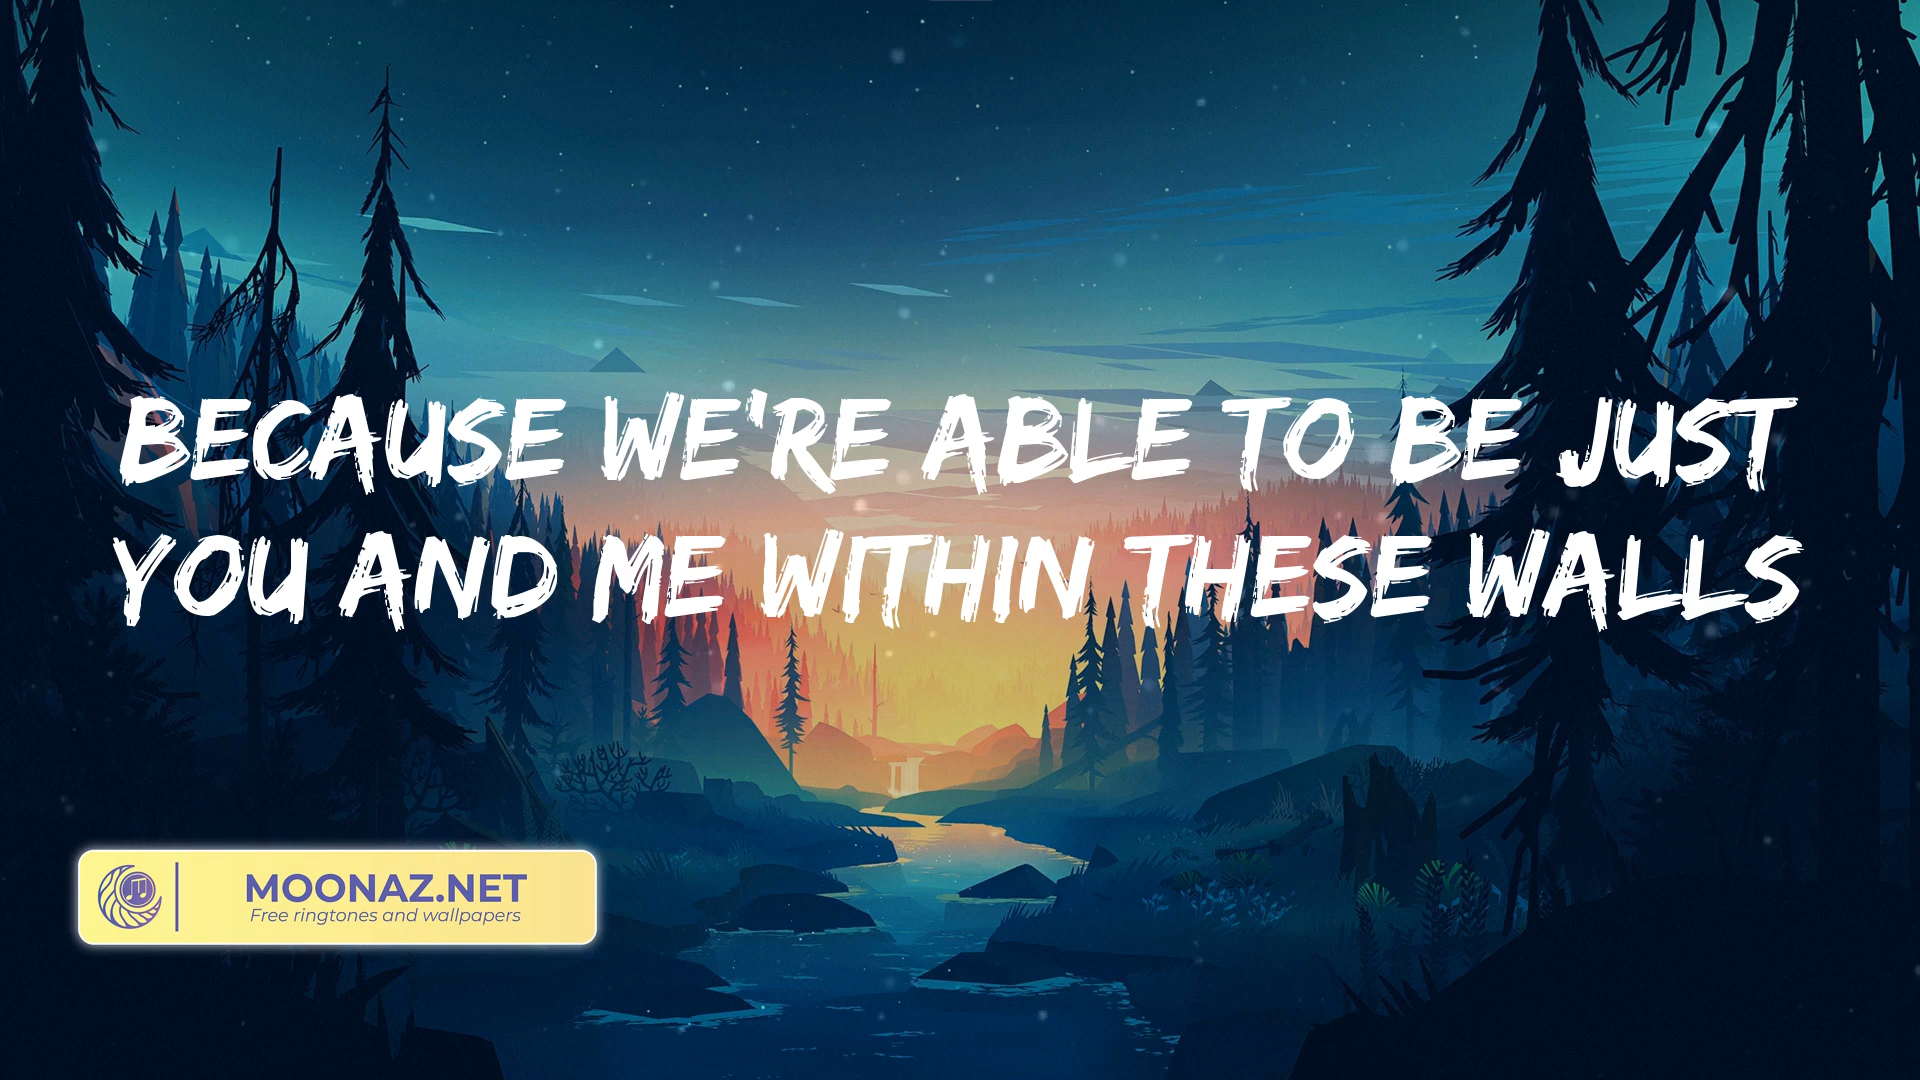 BECAUSE WE'RE ABLE TO BE JUST
YOU AND ME WITHIN THESE WALLS
MOONAZ.NET
Free ringtones and wallpapers